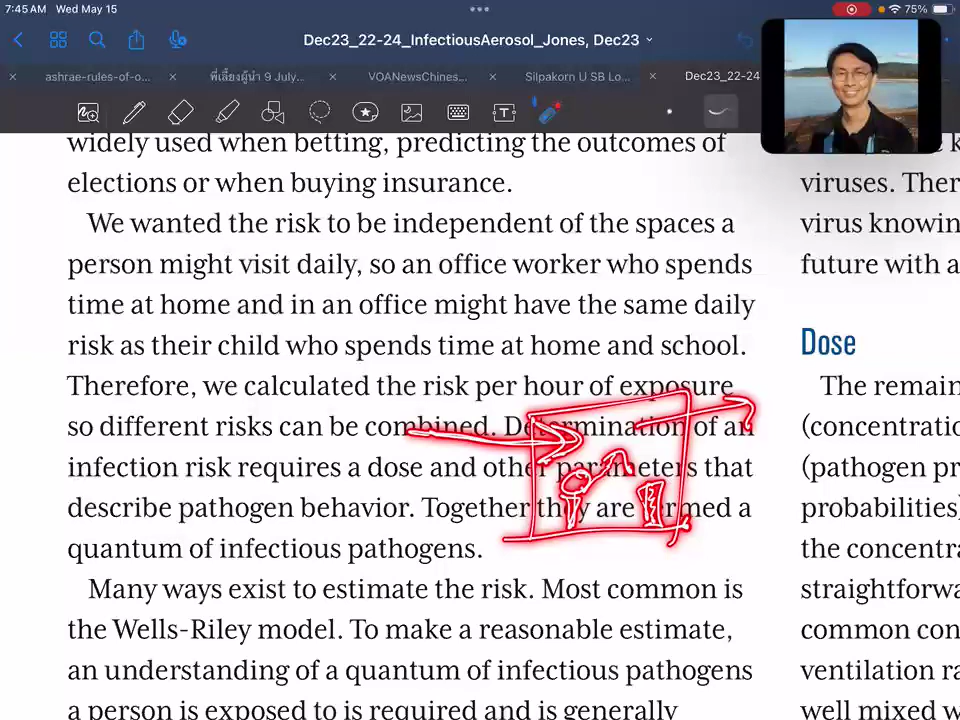 7:45 AM Wed May 15
75%
Dec23_22-24_InfectiousAerosol_Jones, Dec23
ashrae-rules-of-o...
พี่เลี้ยงผู้นำ 9 July...
VOANewsChines...
Silpakorn U SB Lo...
Dec23_22-24
widely used when betting, predicting the outcomes of
elections or when buying insurance.
We wanted the risk to be independent of the spaces a
person might visit daily, so an office worker who spends
time at home and in an office might have the same daily
risk as their child who spends time at home and school.
Therefore, we calculated the risk per hour of exposure
so different risks can be combined. Determination of an
infection risk requires a dose and other parameters that
describe pathogen behavior. Together they are termed a
quantum of infectious pathogens.
Many ways exist to estimate the risk. Most common is
the Wells-Riley model. To make a reasonable estimate,
an understanding of a quantum of infectious pathogens
a person is exposed to is required and is generally
viruses. Ther
virus knowin
future with a
Dose
The remain
(concentratio
(pathogen pr
probabilities)
the concentra
straightforwa
common con
ventilation ra
well mixed w